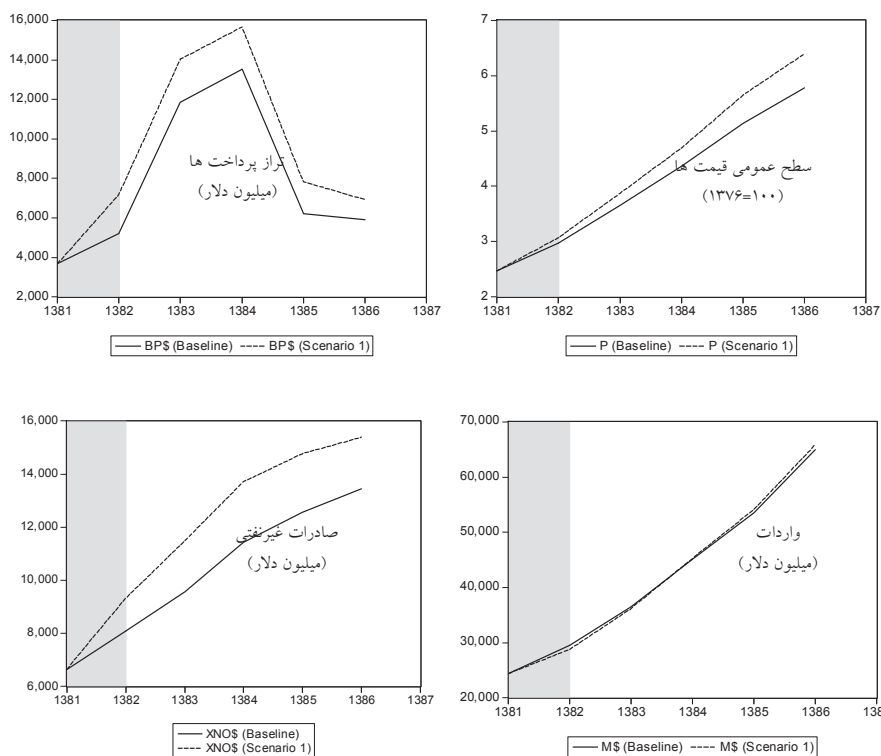 16,000
14,000
12,000
10,000
8,000
6,000
4,000
2,000
1381 1382 1383 1384 1385 1386 1387
تراز پرداخت ها
(میلیون دلار)
BP$ (Baseline) BP$ (Scenario 1)
7
6
5
4
3
2
1381 1382 1383 1384 1385 1386 1387
سطح عمومی قیمت ها
(۱۳۷۶=۱۰۰)
P (Baseline) P (Scenario 1)
16,000
14,000
12,000
10,000
8,000
6,000
1381 1382 1383 1384 1385 1386 1387
صادرات غیرنفتی
(میلیون دلار)
XNO$ (Baseline)
XNO$ (Scenario 1)
70,000
60,000
50,000
40,000
30,000
20,000
1381 1382 1383 1384 1385 1386 138
واردات
(میلیون دلار)
M$ (Baseline) M$ (Scenario 1)